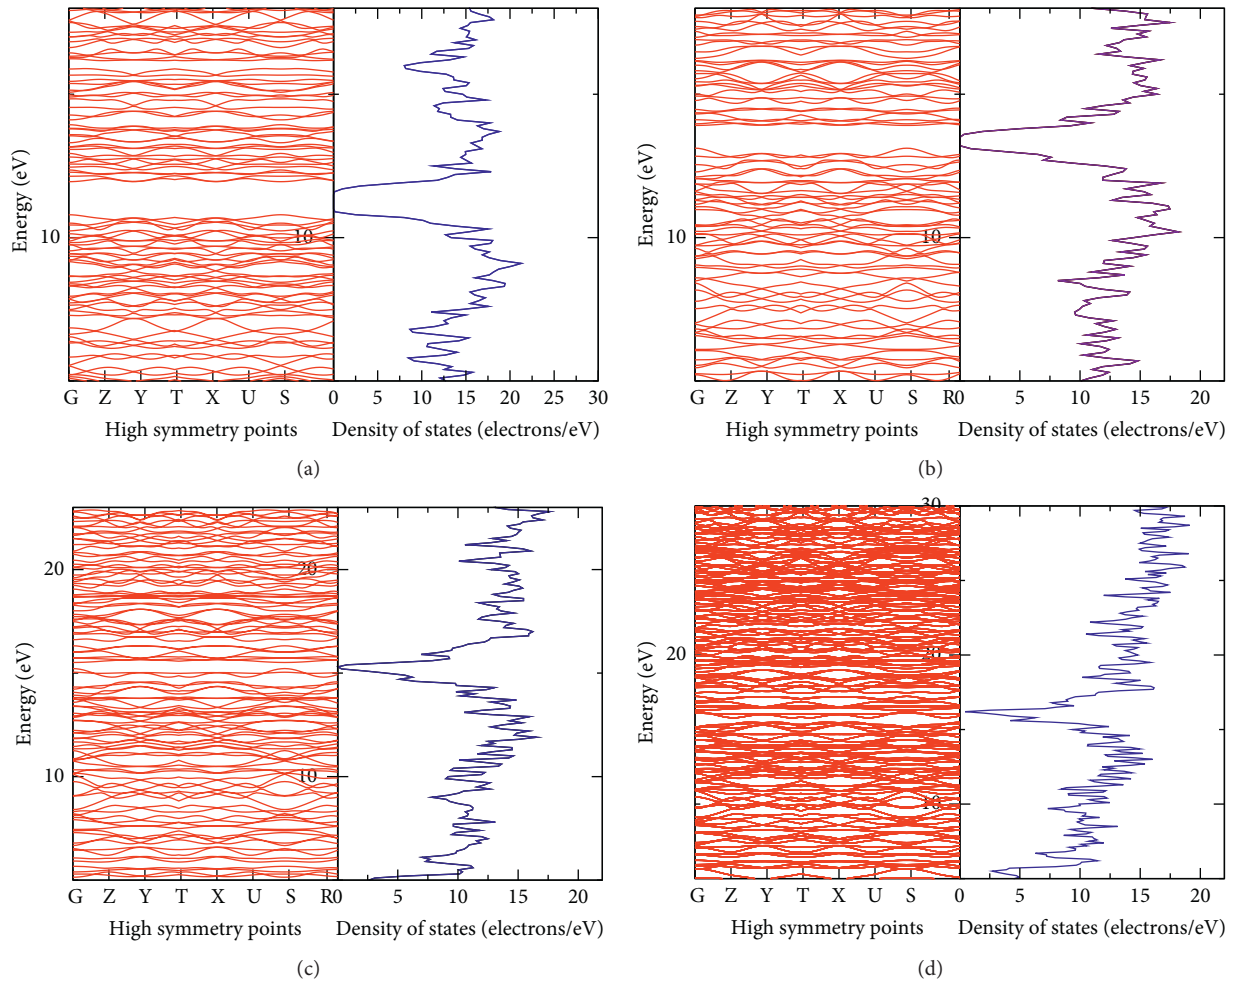 10
10
Energy (eV)
G Z Y T X U S 0 5 10 15 20 25 30
High symmetry points Density of states (electrons/eV)
(a)
10
10
Energy (eV)
G Z Y T X U S R0 5 10 15 20
High symmetry points Density of states (electrons/eV)
(b)
20
20
10
10
Energy (eV)
G Z Y T X U S R0 5 10 15 20
High symmetry points Density of states (electrons/eV)
(c)
30
20
20
10
Energy (eV)
G Z Y T X U S 0 5 10 15 20
High symmetry points Density of states (electrons/eV)
(d)